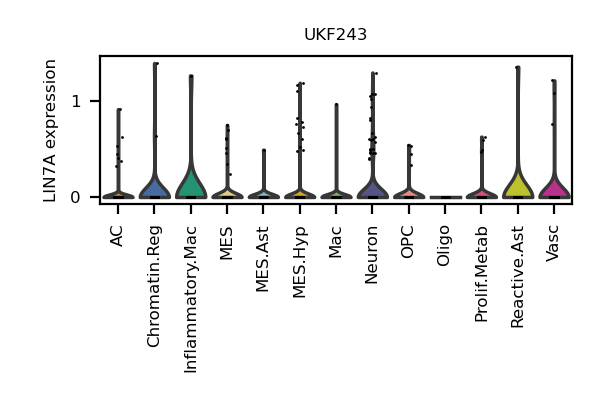 UKF243
LIN7A expression
1
0
AC
Chromatin.Reg
Inflammatory.Mac
MES
MES.Ast
MES.Hyp
Mac
Neuron
OPC
Oligo
Prolif.Metab
Reactive.Ast
Vasc